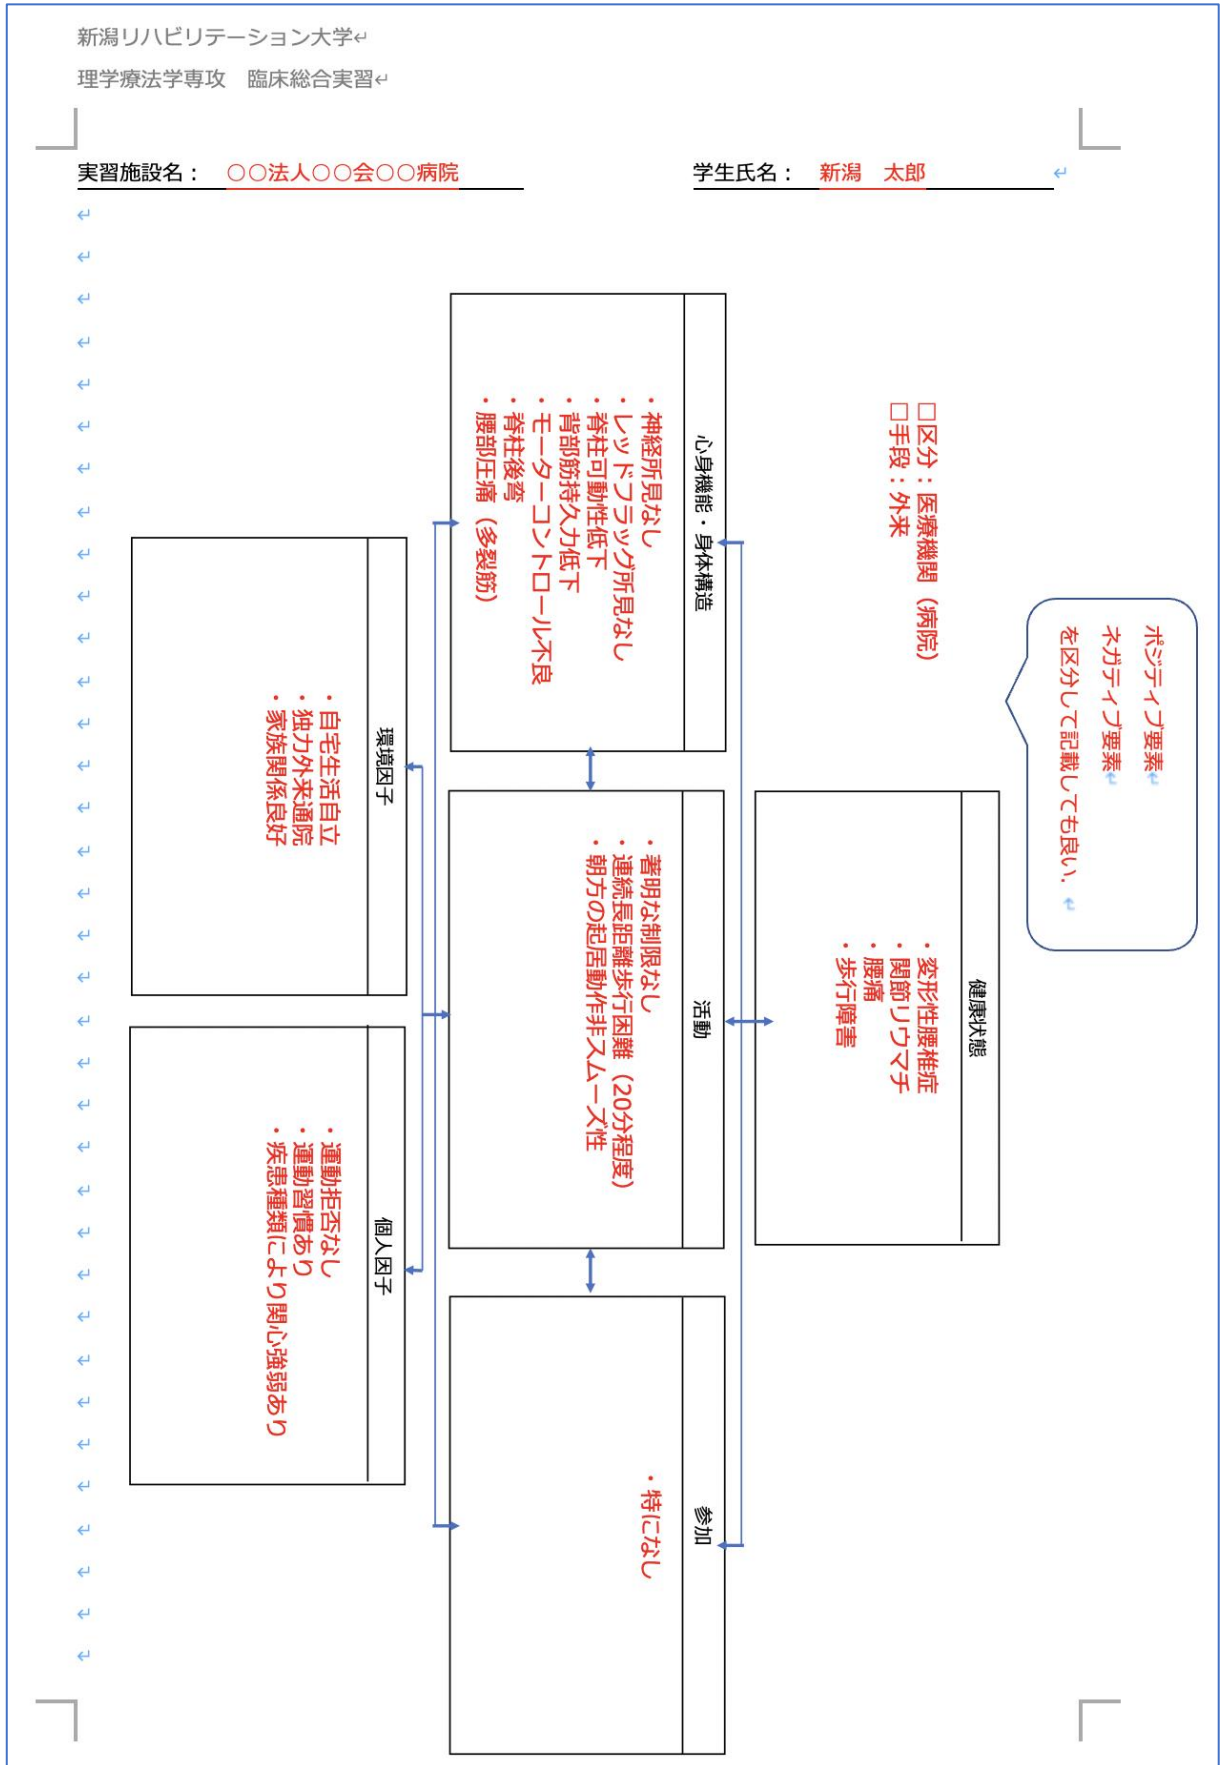 新潟リハビリテーション大学
理学療法学専攻　臨床総合実習
実習施設名：　〇〇法人〇〇会〇〇病院
学生氏名：　新潟　太郎
ポジティブ要素
ネガティブ要素
を区分して記載しても良い.
□区分：医療機関（病院）
□手段：外来
健康状態
・変形性腰椎症
・関節リウマチ
・腰痛
・歩行障害
心身機能・身体構造
・神経所見なし
・レッドフラッグ所見なし
・脊柱可動性低下
・背部筋持久力低下
・モーターコントロール不良
・脊柱後弯
・腰部圧痛（多裂筋）
活動
・著明な制限なし
・連続長距離歩行困難（20分程度）
・朝方の起居動作非スムーズ性
参加
・特になし
環境因子
・自宅生活自立
・独力外来通院
・家族関係良好
個人因子
・運動拒否なし
・運動習慣あり
・疾患種類により関心強弱あり